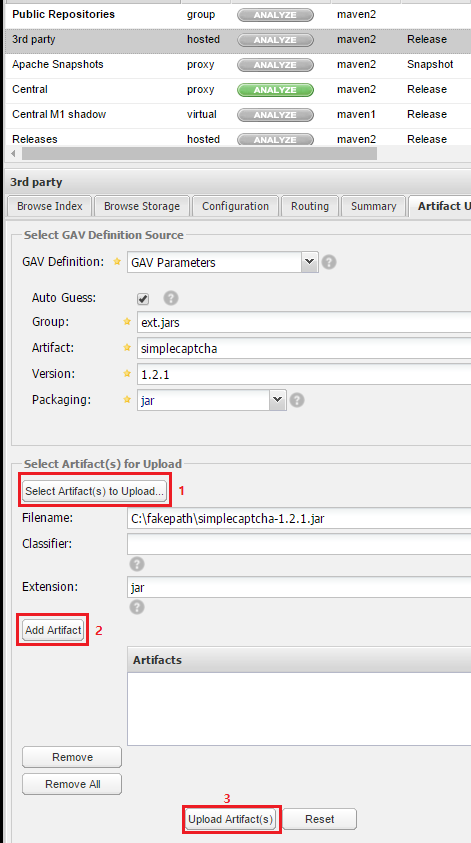 Public Repositories group ANALYZE maven2
3rd party hosted ANALYZE maven2 Release
Apache Snapshots proxy ANALYZE maven2 Snapshot
Central proxy ANALYZE maven2 Release
Central M1 shadow virtual ANALYZE maven1 Release
Releases hosted ANALYZE maven2 Release
3rd party
Browse Index Browse Storage Configuration Routing Summary Artifact U
Select GAV Definition Source
GAV Definition: GAV Parameters ?
Auto Guess: ?
Group: ext.jars
Artifact: simplecaptcha
Version: 1.2.1
Packaging: jar ?
Select Artifact(s) for Upload
Select Artifact(s) to Upload... 1
Filename: C:\fakepath\simplecaptcha-1.2.1.jar
Classifier:
?
Extension: jar
?
Add Artifact 2
Artifacts
Remove
Remove All
3
Upload Artifact(s) Reset